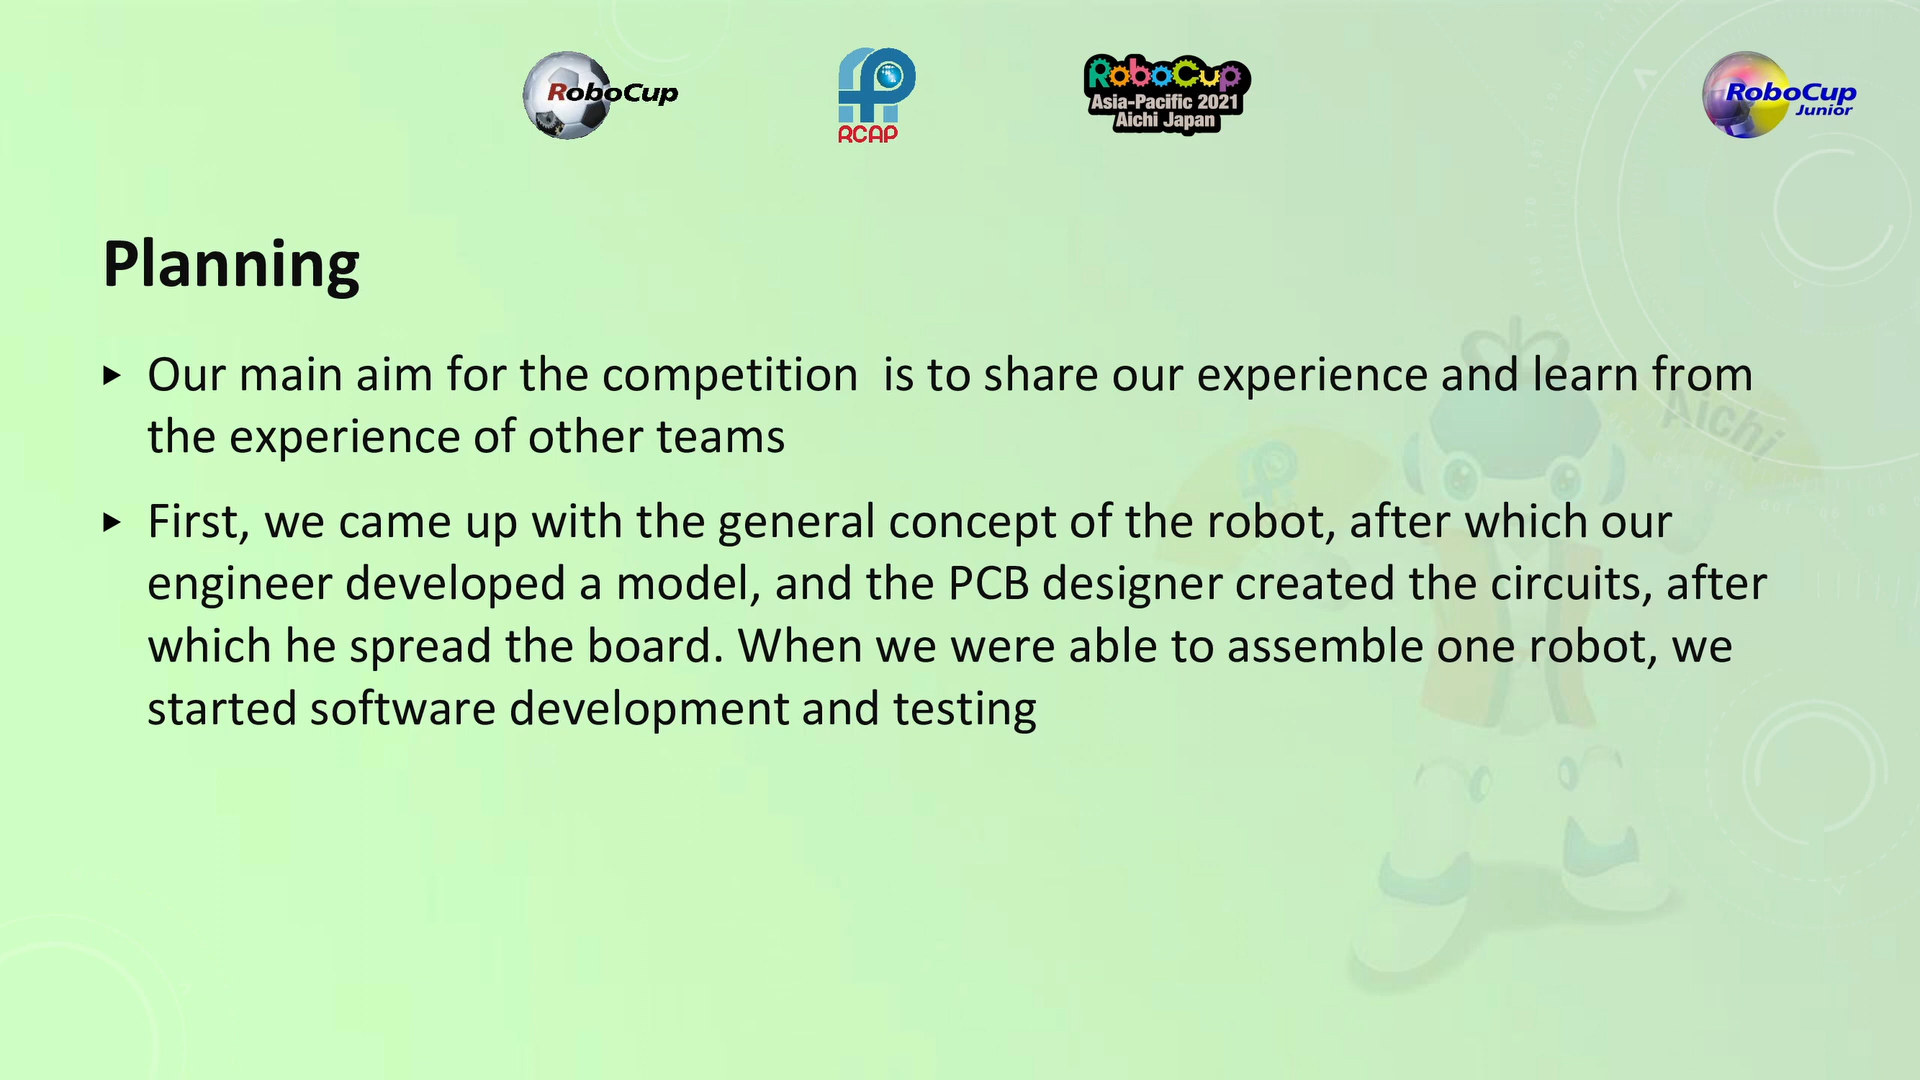 RoboCup
RCAP
RoboCup
Asia-Pacific 2021
Aichi Japan
RoboCup
Junior
Planning
Our main aim for the competition  is to share our experience and learn from
the experience of other teams
First, we came up with the general concept of the robot, after which our
engineer developed a model, and the PCB designer created the circuits, after
which he spread the board. When we were able to assemble one robot, we
started software development and testing
Aichi